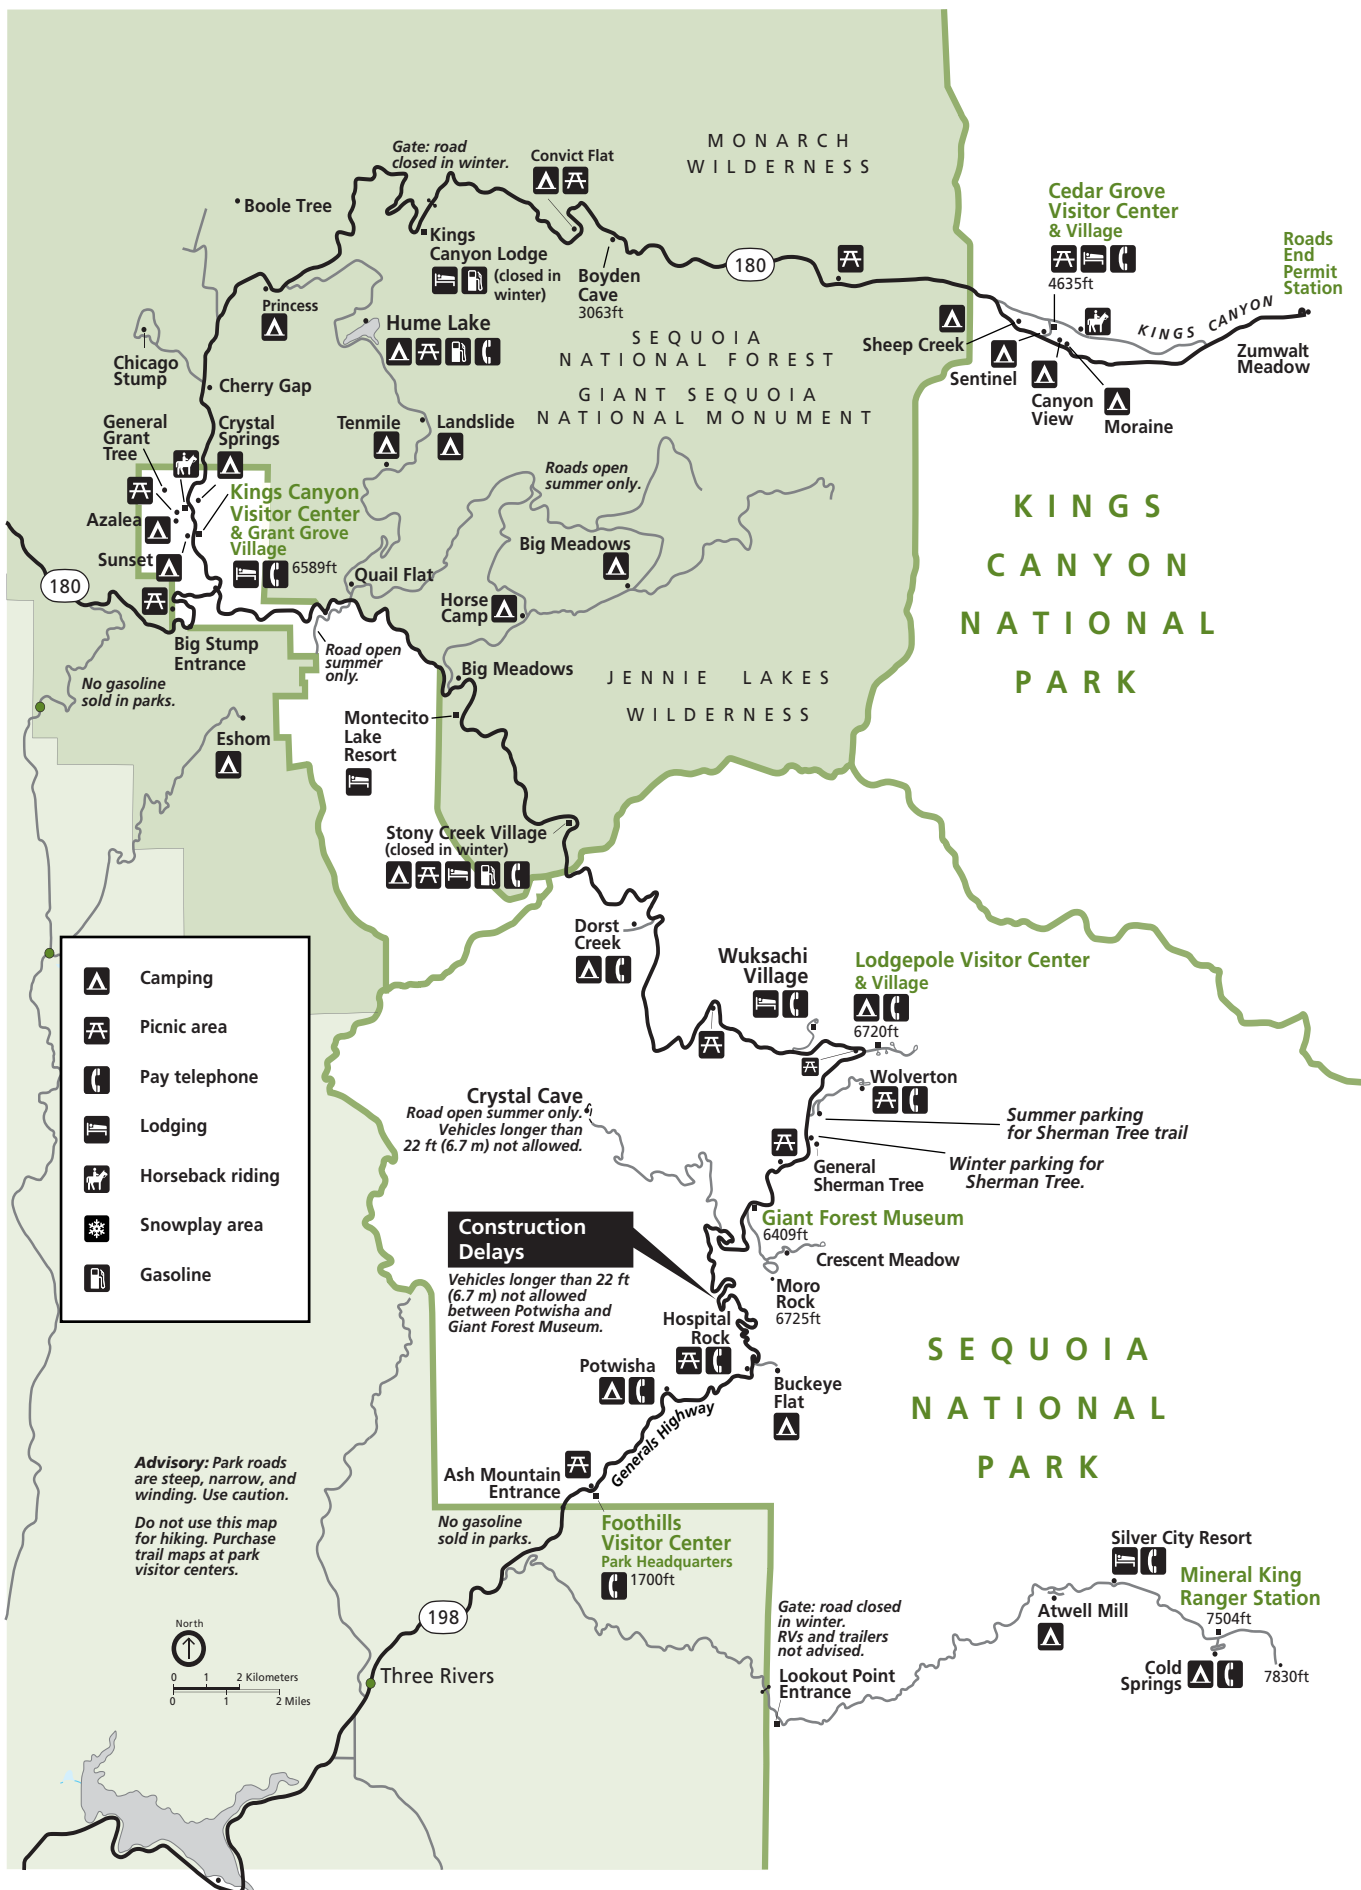 MONARCH
WILDERNESS
Gate: road
closed in winter.
Convict Flat
Boole Tree
Kings
Canyon Lodge
(closed in
winter)
Boyden
Cave
3063ft
180
Cedar Grove
Visitor Center
& Village
4635ft
Roads
End
Permit
Station
KINGS CANYON
Zumwalt
Meadow
Sheep Creek
Sentinel
Canyon
View
Moraine
Princess
Hume Lake
SEQUOIA
NATIONAL FOREST
GIANT SEQUOIA
NATIONAL MONUMENT
Chicago
Stump
Cherry Gap
General
Grant
Tree
Crystal
Springs
Tenmile
Landslide
Roads open
summer only.
Azalea
Kings Canyon
Visitor Center
& Grant Grove
Village
6589ft
Sunset
180
Big Meadows
Quail Flat
Horse
Camp
Big Stump
Entrance
Road open
summer
only.
Big Meadows
No gasoline
sold in parks.
Eshom
Montecito
Lake
Resort
JENNIE LAKES
WILDERNESS
KINGS
CANYON
NATIONAL
PARK
Stony Creek Village
(closed in winter)
Dorst
Creek
Wuksachi
Village
Lodgepole Visitor Center
& Village
6720ft
Camping
Picnic area
Pay telephone
Lodging
Horseback riding
Snowplay area
Gasoline
Wolverton
Crystal Cave
Road open summer only.
Vehicles longer than
22 ft (6.7 m) not allowed.
Summer parking
for Sherman Tree trail
Winter parking for
Sherman Tree.
General
Sherman Tree
Giant Forest Museum
6409ft
Crescent Meadow
Construction
Delays
Vehicles longer than 22 ft
(6.7 m) not allowed
between Potwisha and
Giant Forest Museum.
Moro
Rock
6725ft
Hospital
Rock
Potwisha
Buckeye
Flat
Generals Highway
SEQUOIA
NATIONAL
PARK
Advisory: Park roads
are steep, narrow, and
winding. Use caution.
Do not use this map
for hiking. Purchase
trail maps at park
visitor centers.
Ash Mountain
Entrance
No gasoline
sold in parks.
Foothills
Visitor Center
Park Headquarters
1700ft
Silver City Resort
Mineral King
Ranger Station
7504ft
Atwell Mill
Cold
Springs
7830ft
Gate: road closed
in winter.
RVs and trailers
not advised.
Lookout Point
Entrance
198
Three Rivers
North
0 1 2 Kilometers
0 1 2 Miles